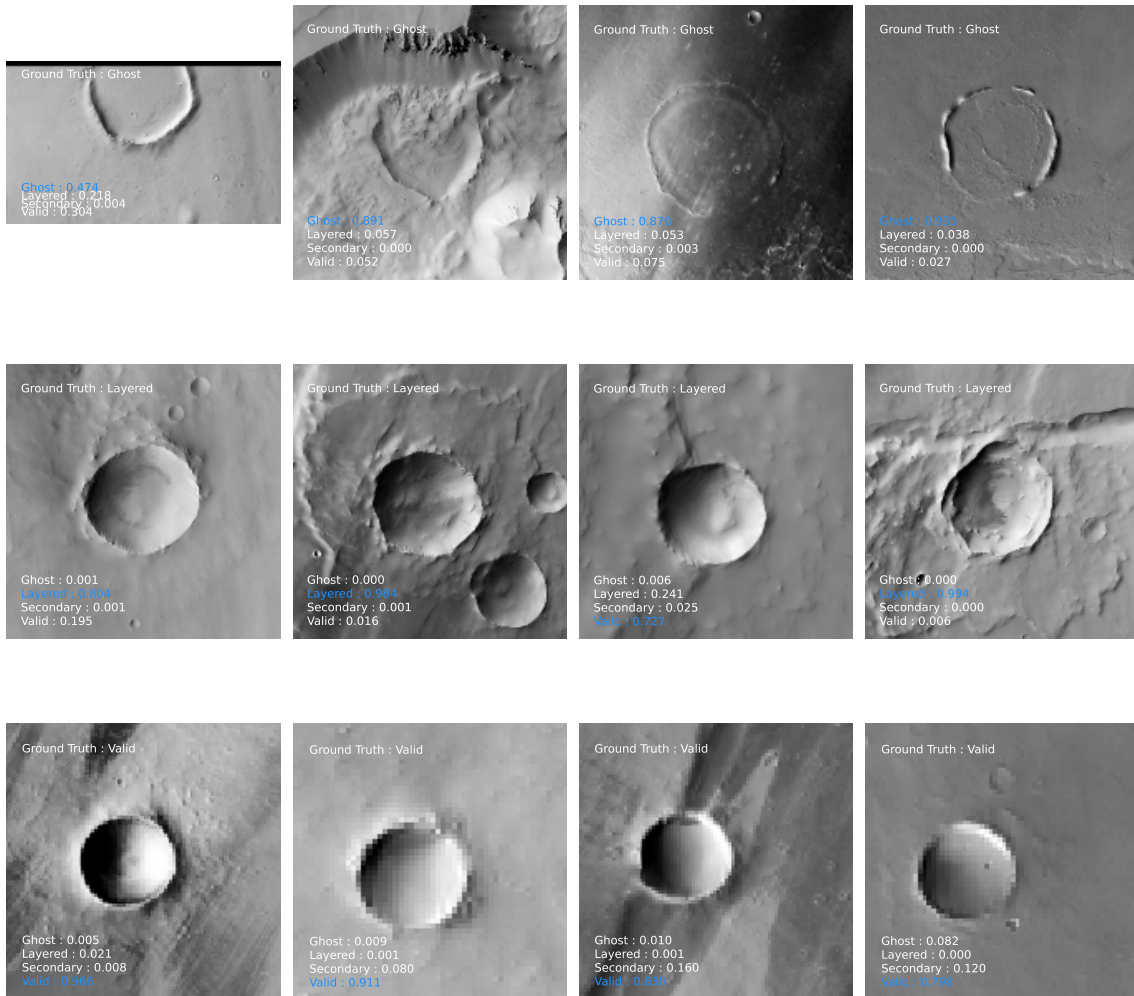 Ground Truth : Ghost
Ghost : 0.474
Layered : 0.218
Secondary : 0.004
Valid : 0.304
Ground Truth : Ghost
Ghost : 0.891
Layered : 0.057
Secondary : 0.000
Valid : 0.052
Ground Truth : Ghost
Ghost : 0.870
Layered : 0.053
Secondary : 0.003
Valid : 0.075
Ground Truth : Ghost
Ghost :
Layered : 0.038
Secondary : 0.000
Valid : 0.027
Ground Truth : Layered
Ghost : 0.001
Layered : 0.804
Secondary : 0.001
Valid : 0.195
Ground Truth : Layered
Ghost : 0.000
Layered : 0.984
Secondary : 0.001
Valid : 0.016
Ground Truth : Layered
Ghost : 0.006
Layered : 0.241
Secondary : 0.025
Valid : 0.727
Ground Truth : Layered
Ghost : 0.000
Layered : 0.994
Secondary : 0.000
Valid : 0.006
Ground Truth : Valid
Ghost : 0.005
Layered : 0.021
Secondary : 0.008
Valid : 0.966
Ground Truth : Valid
Ghost : 0.009
Layered : 0.001
Secondary : 0.080
Valid : 0.911
Ground Truth : Valid
Ghost : 0.010
Layered : 0.001
Secondary : 0.160
Valid : 0.830
Ground Truth : Valid
Ghost : 0.082
Layered : 0.000
Secondary : 0.120
Valid :